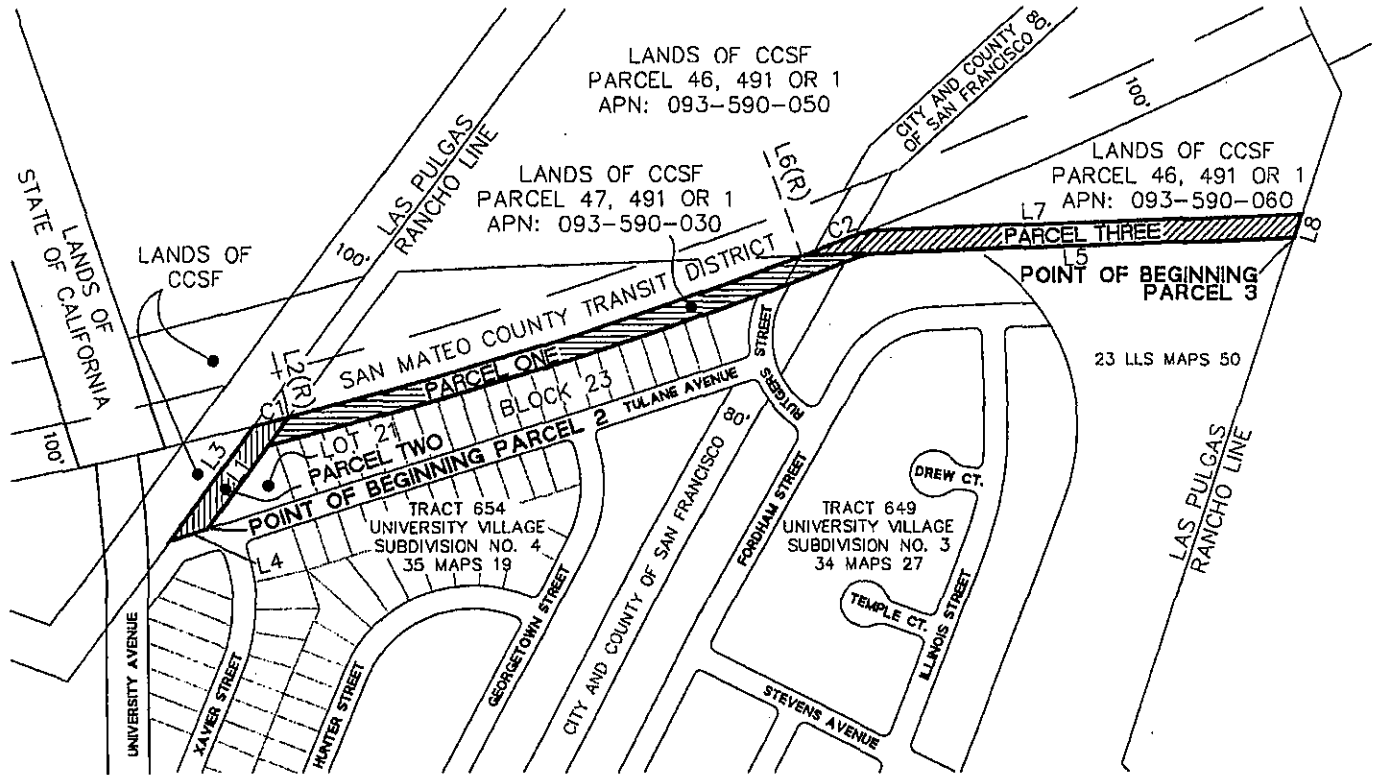 LANDS OF CCSF
PARCEL 46, 491 OR 1
APN: 093-590-050
CITY AND COUNTY
OF SAN FRANCISCO
80'
100'
LAS PULGAS
RANCHO LINE
100'
LANDS OF CCSF
PARCEL 47, 491 OR 1
APN: 093-590-030
L6(R)
C2
LANDS OF CCSF
PARCEL 46, 491 OR 1
APN: 093-590-060
L7
PARCEL THREE
L5
L8
POINT OF BEGINNING
PARCEL 3
LANDS OF
STATE OF CALIFORNIA
LANDS OF
CCSF
100'
L2(R)
C1
SAN MATEO COUNTY TRANSIT DISTRICT
PARCEL ONE
L3
L1
LOT 21
BLOCK 23
PARCEL TWO
POINT OF BEGINNING PARCEL 2
TULANE AVENUE
RUTGERS
STREET
L4
23 LLS MAPS 50
TRACT 654
UNIVERSITY VILLAGE
SUBDIVISION NO. 4
35 MAPS 19
80'
CITY AND COUNTY OF SAN FRANCISCO
FORDHAM STREET
DREW CT.
TRACT 649
UNIVERSITY VILLAGE
SUBDIVISION NO. 3
34 MAPS 27
TEMPLE CT.
ILLINOIS STREET
STEVENS AVENUE
LAS PULGAS
RANCHO LINE
UNIVERSITY AVENUE
XAVIER STREET
HUNTER STREET
GEORGETOWN STREET